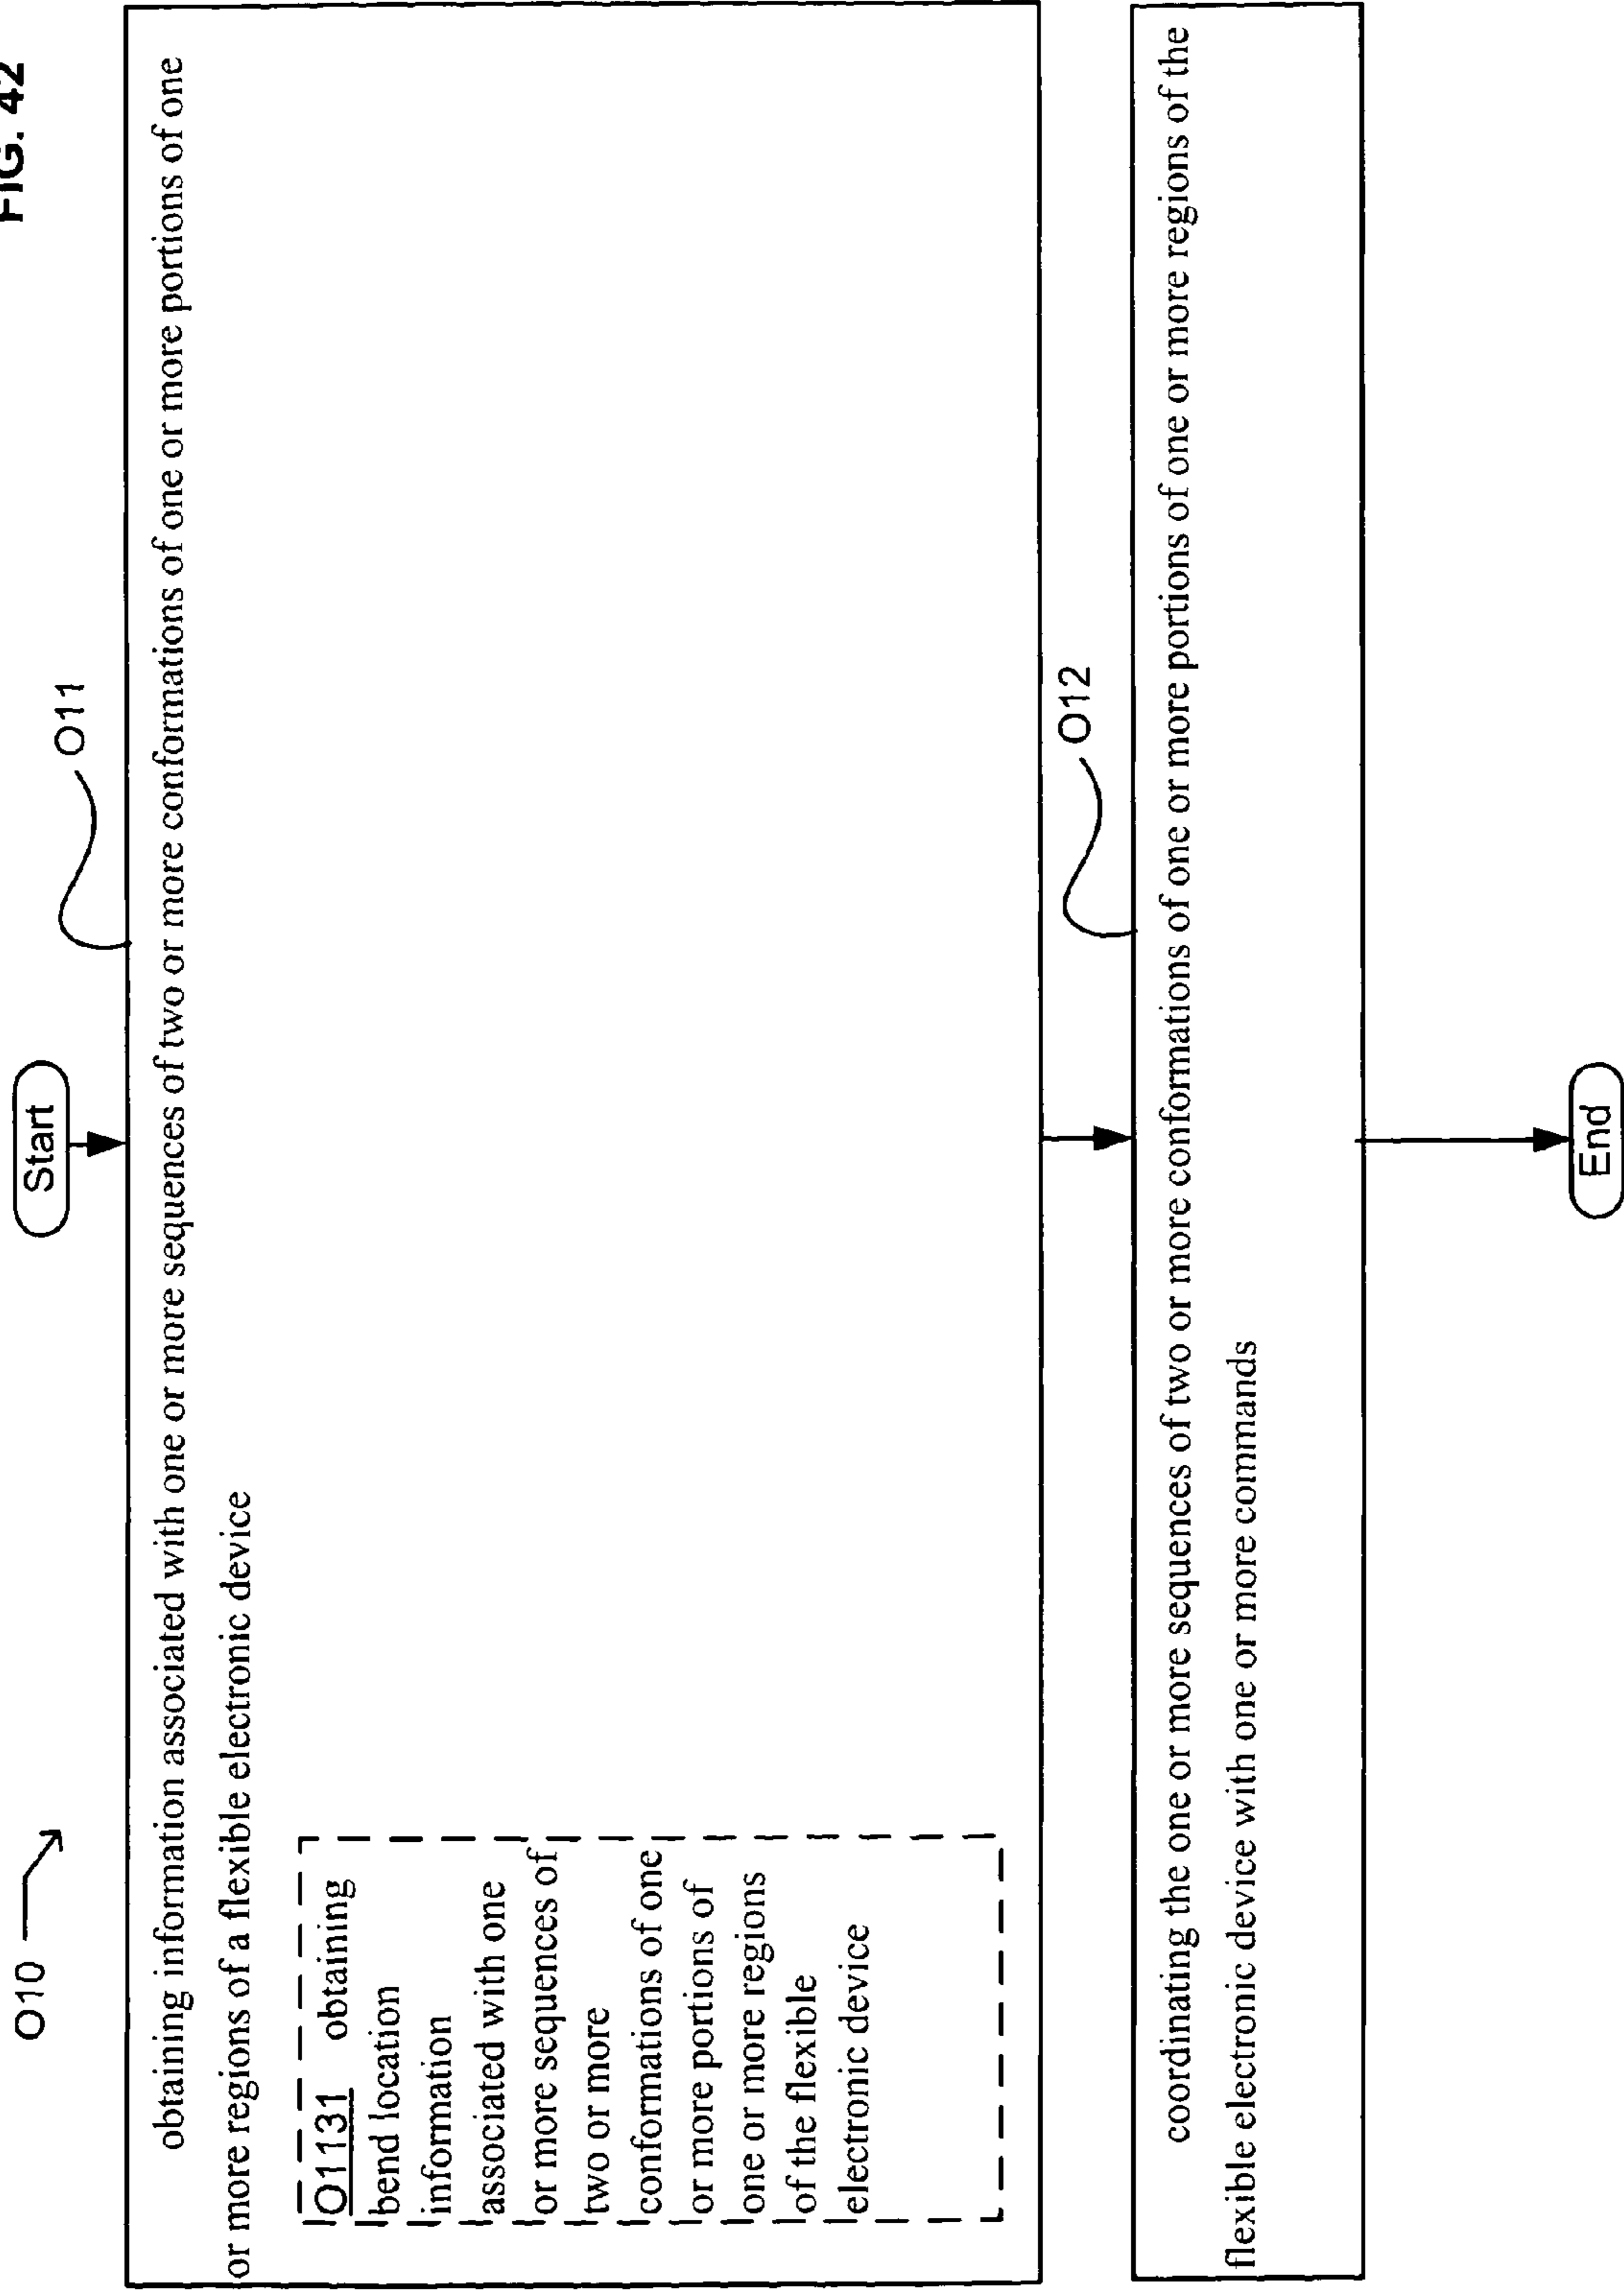 FIG. 42
O10
Start
O11
obtaining information associated with one or more sequences of two or more conformations of one or more portions of one
or more regions of a flexible electronic device
O1131 obtaining
bend location
information
associated with one
or more sequences of
two or more
conformations of one
or more portions of
one or more regions
of the flexible
electronic device
O12
coordinating the one or more sequences of two or more conformations of one or more portions of one or more regions of the
flexible electronic device with one or more commands
End